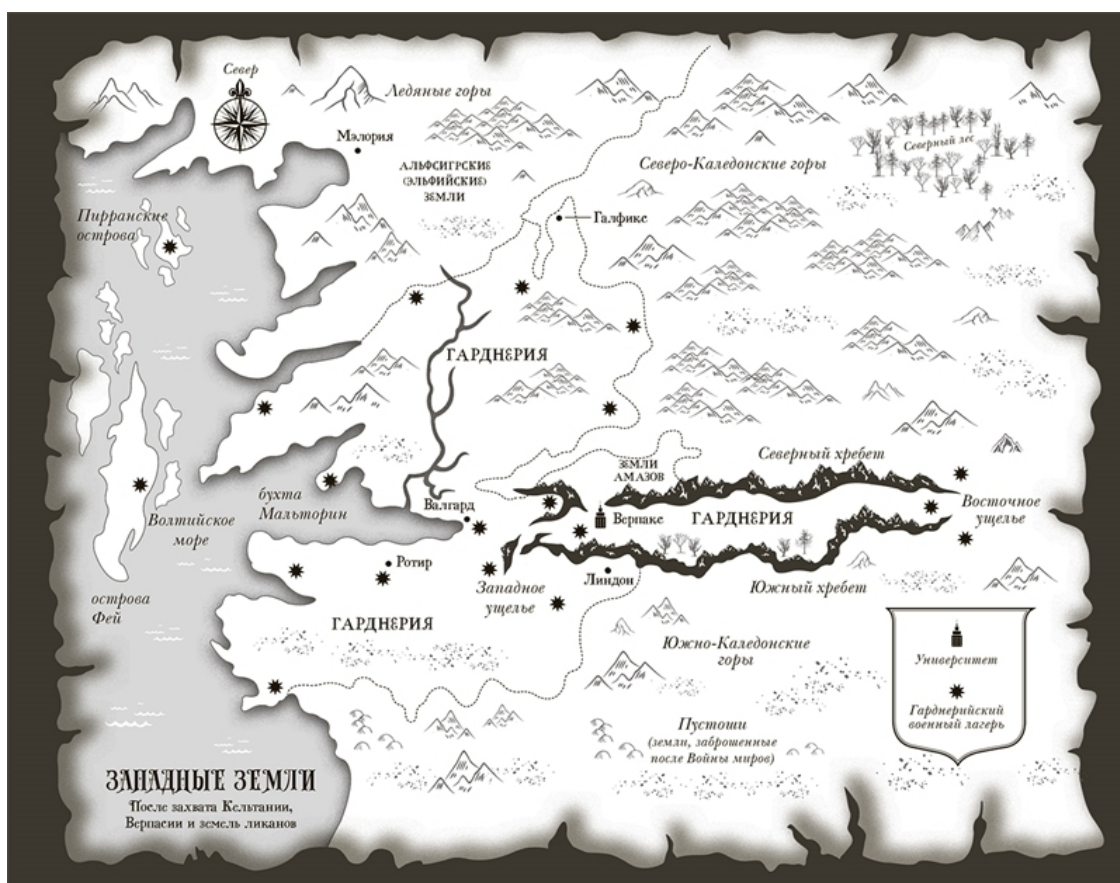 Север
Ледяные горы
Мэлория
АЛЬФСИГРСКИЕ
(ЭЛЬФИЙСКИЕ)
ЗЕМЛИ
Северо-Каледонские горы
Северный лес
Пирранские
острова
Галфикс
ГАРДНЕРИЯ
Северный хребет
ЗЕМЛИ
АМАЗОВ
бухта
Мальторин
Валгард
Верпакс
ГАРДНЕРИЯ
Восточное
ущелье
Волтийское
море
Ротир
Западное
ущелье
Линдон
Южный хребет
острова
Фей
ГАРДНЕРИЯ
Южно-Каледонские
горы
Университет
Гарднерийский
военный лагерь
Пустоши
(земли, заброшенные
после Войны миров)
ЗАПАДНЫЕ ЗЕМЛИ
После захвата Кельтании,
Верпасии и земель ликанов